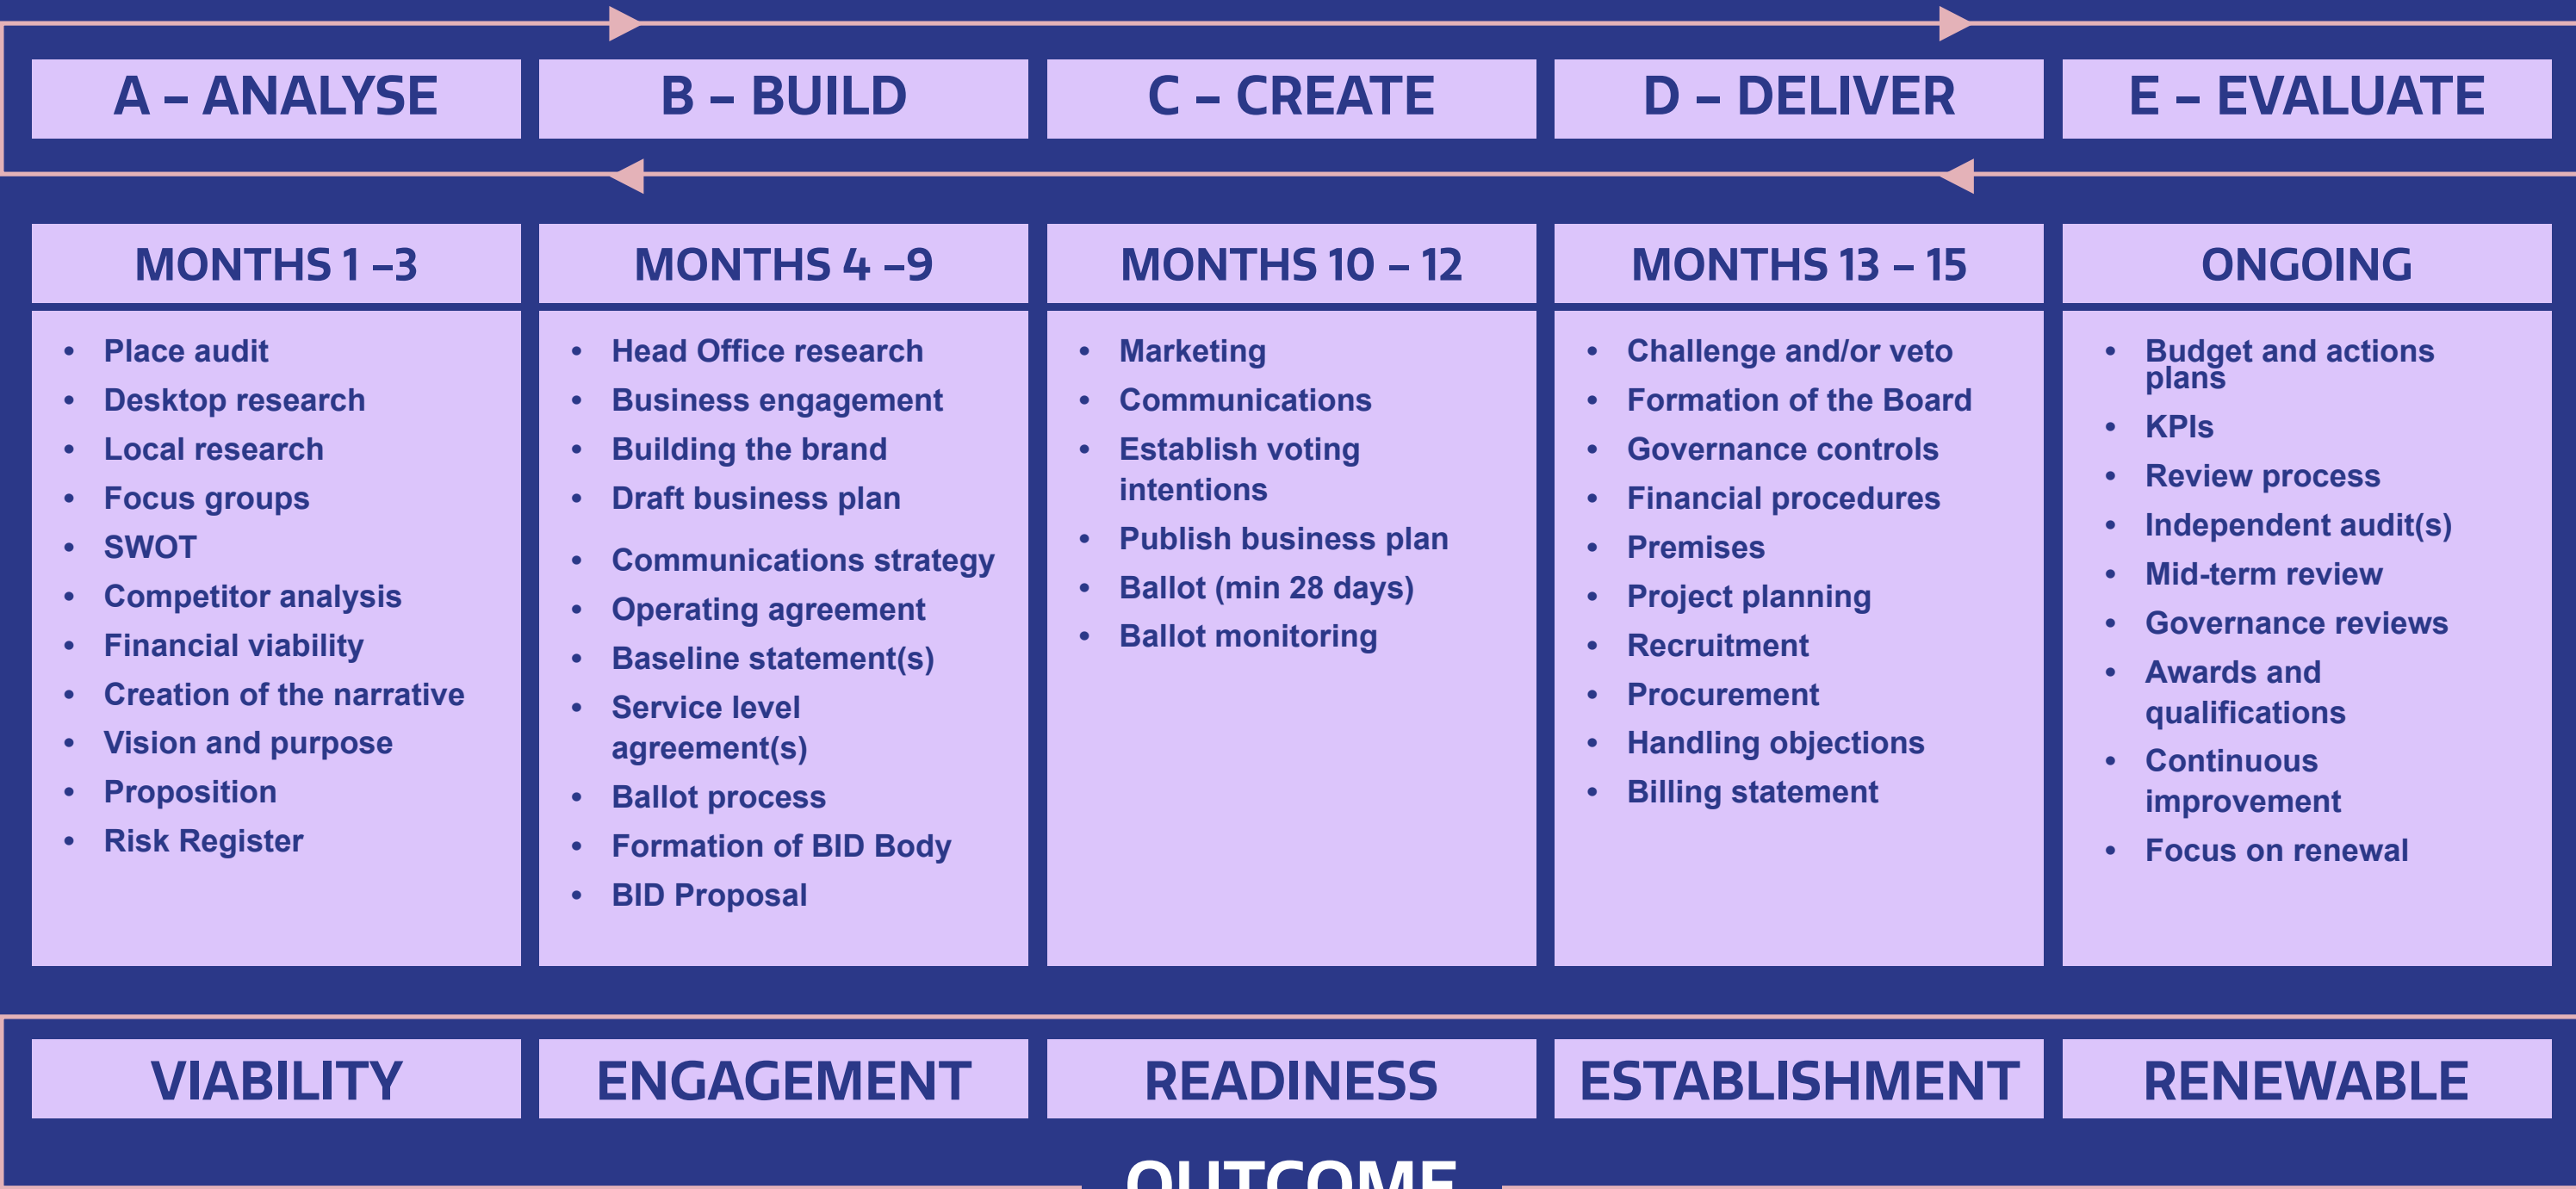 A – ANALYSE
B – BUILD
C – CREATE
D – DELIVER
E – EVALUATE
MONTHS 1 –3
• Place audit
• Desktop research
• Local research
• Focus groups
• SWOT
• Competitor analysis
• Financial viability
• Creation of the narrative
• Vision and purpose
• Proposition
• Risk Register
MONTHS 4 –9
• Head Office research
• Business engagement
• Building the brand
• Draft business plan
• Communications strategy
• Operating agreement
• Baseline statement(s)
• Service level
agreement(s)
• Ballot process
• Formation of BID Body
• BID Proposal
MONTHS 10 – 12
• Marketing
• Communications
• Establish voting
intentions
• Publish business plan
• Ballot (min 28 days)
• Ballot monitoring
MONTHS 13 – 15
• Challenge and/or veto
• Formation of the Board
• Governance controls
• Financial procedures
• Premises
• Project planning
• Recruitment
• Procurement
• Handling objections
• Billing statement
ONGOING
• Budget and actions
plans
• KPIs
• Review process
• Independent audit(s)
• Mid-term review
• Governance reviews
• Awards and
qualifications
• Continuous
improvement
• Focus on renewal
VIABILITY
ENGAGEMENT
READINESS
ESTABLISHMENT
RENEWABLE
OUTCOME